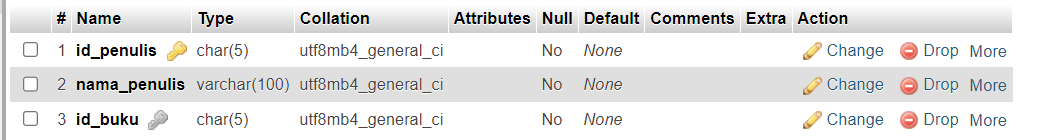 # Name Type Collation Attributes Null Default Comments Extra Action
1 id_penulis char(5) utf8mb4_general_ci No None Change Drop More
2 nama_penulis varchar(100) utf8mb4_general_ci No None Change Drop More
3 id_buku char(5) utf8mb4_general_ci No None Change Drop More